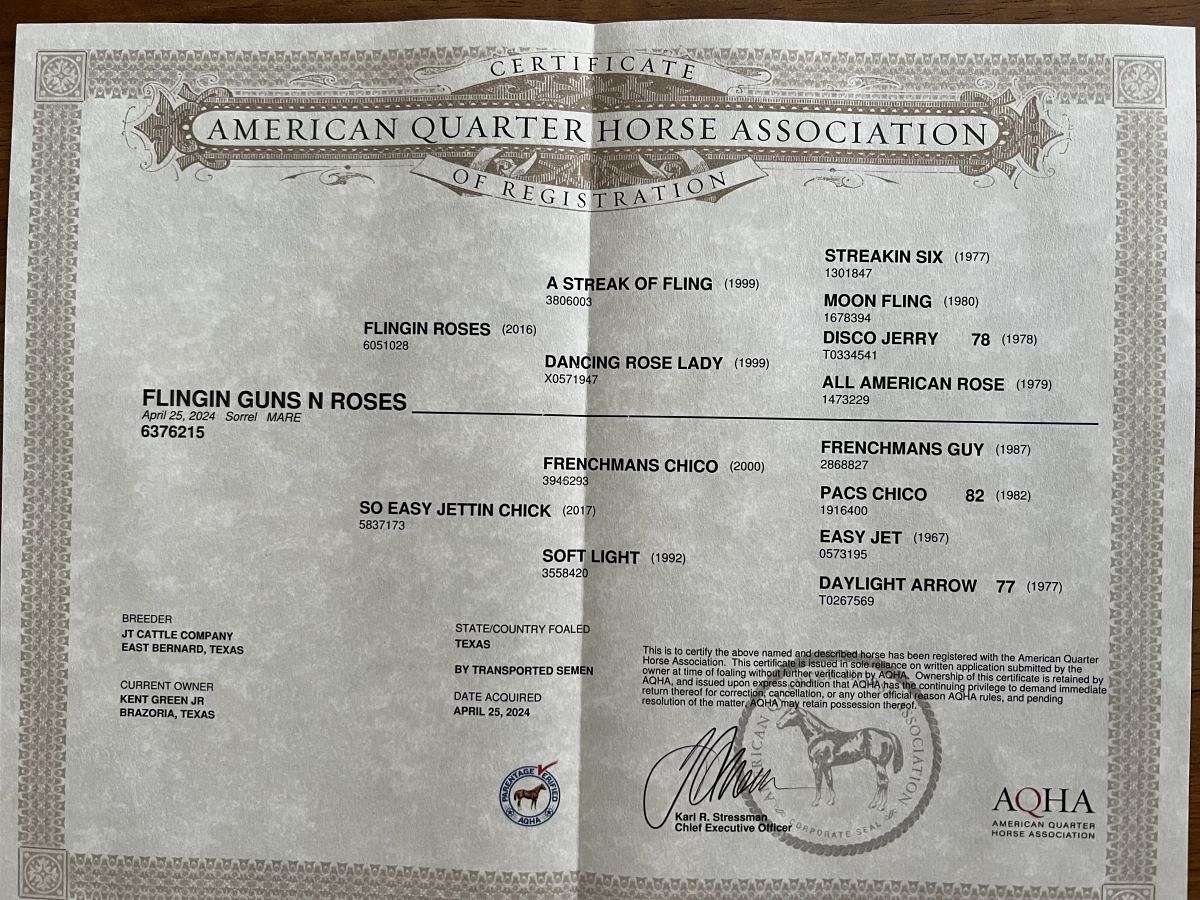 CERTIFICATE
AMERICAN QUARTER HORSE ASSOCIATION
OF REGISTRATION
STREAKIN SIX (1977)
1301847
A STREAK OF FLING (1999)
3806003
MOON FLING (1980)
1678394
FLINGIN ROSES (2016)
6051028
DISCO JERRY 78 (1978)
T0334541
DANCING ROSE LADY (1999)
X0571947
ALL AMERICAN ROSE (1979)
1473229
FLINGIN GUNS N ROSES
April 25, 2024 Sorrel MARE
6376215
FRENCHMANS GUY (1987)
2868827
FRENCHMANS CHICO (2000)
3946293
PACS CHICO 82 (1982)
1916400
SO EASY JETTIN CHICK (2017)
5837173
EASY JET (1967)
0573195
SOFT LIGHT (1992)
3558420
DAYLIGHT ARROW 77 (1977)
T0267569
BREEDER
JT CATTLE COMPANY
EAST BERNARD, TEXAS
CURRENT OWNER
KENT GREEN JR
BRAZORIA, TEXAS
STATE/COUNTRY FOALED
TEXAS
BY TRANSPORTED SEMEN
DATE ACQUIRED
APRIL 25, 2024
This is to certify the above named and described horse has been registered with the American Quarter
Horse Association. This certificate is issued in sole reliance on written application submitted by the
owner at time of foaling without further verification by AQHA. Ownership of this certificate is retained by
AQHA, and issued upon express condition that AQHA has the continuing privilege to demand immediate
return thereof for correction, cancellation, or any other official reason AQHA rules, and pending
resolution of the matter, AQHA may retain possession thereof.
PARENTAGE VERIFIED
AQHA
Karl R. Stressman
Chief Executive Officer
AMERICAN ASSOCIATION
CORPORATE SEAL
AQHA
AMERICAN QUARTER
HORSE ASSOCIATION